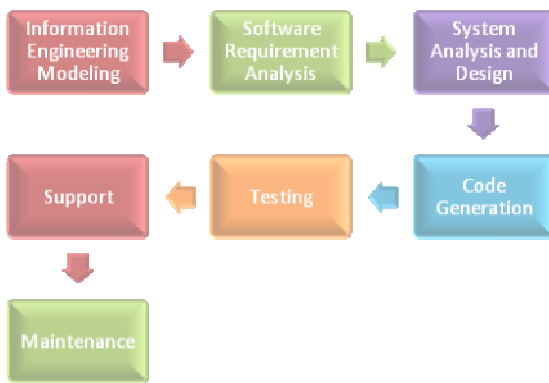 Information
Engineering
Modeling
Software
Requirement
Analysis
System
Analysis and
Design
Code
Generation
Testing
Support
Maintenance